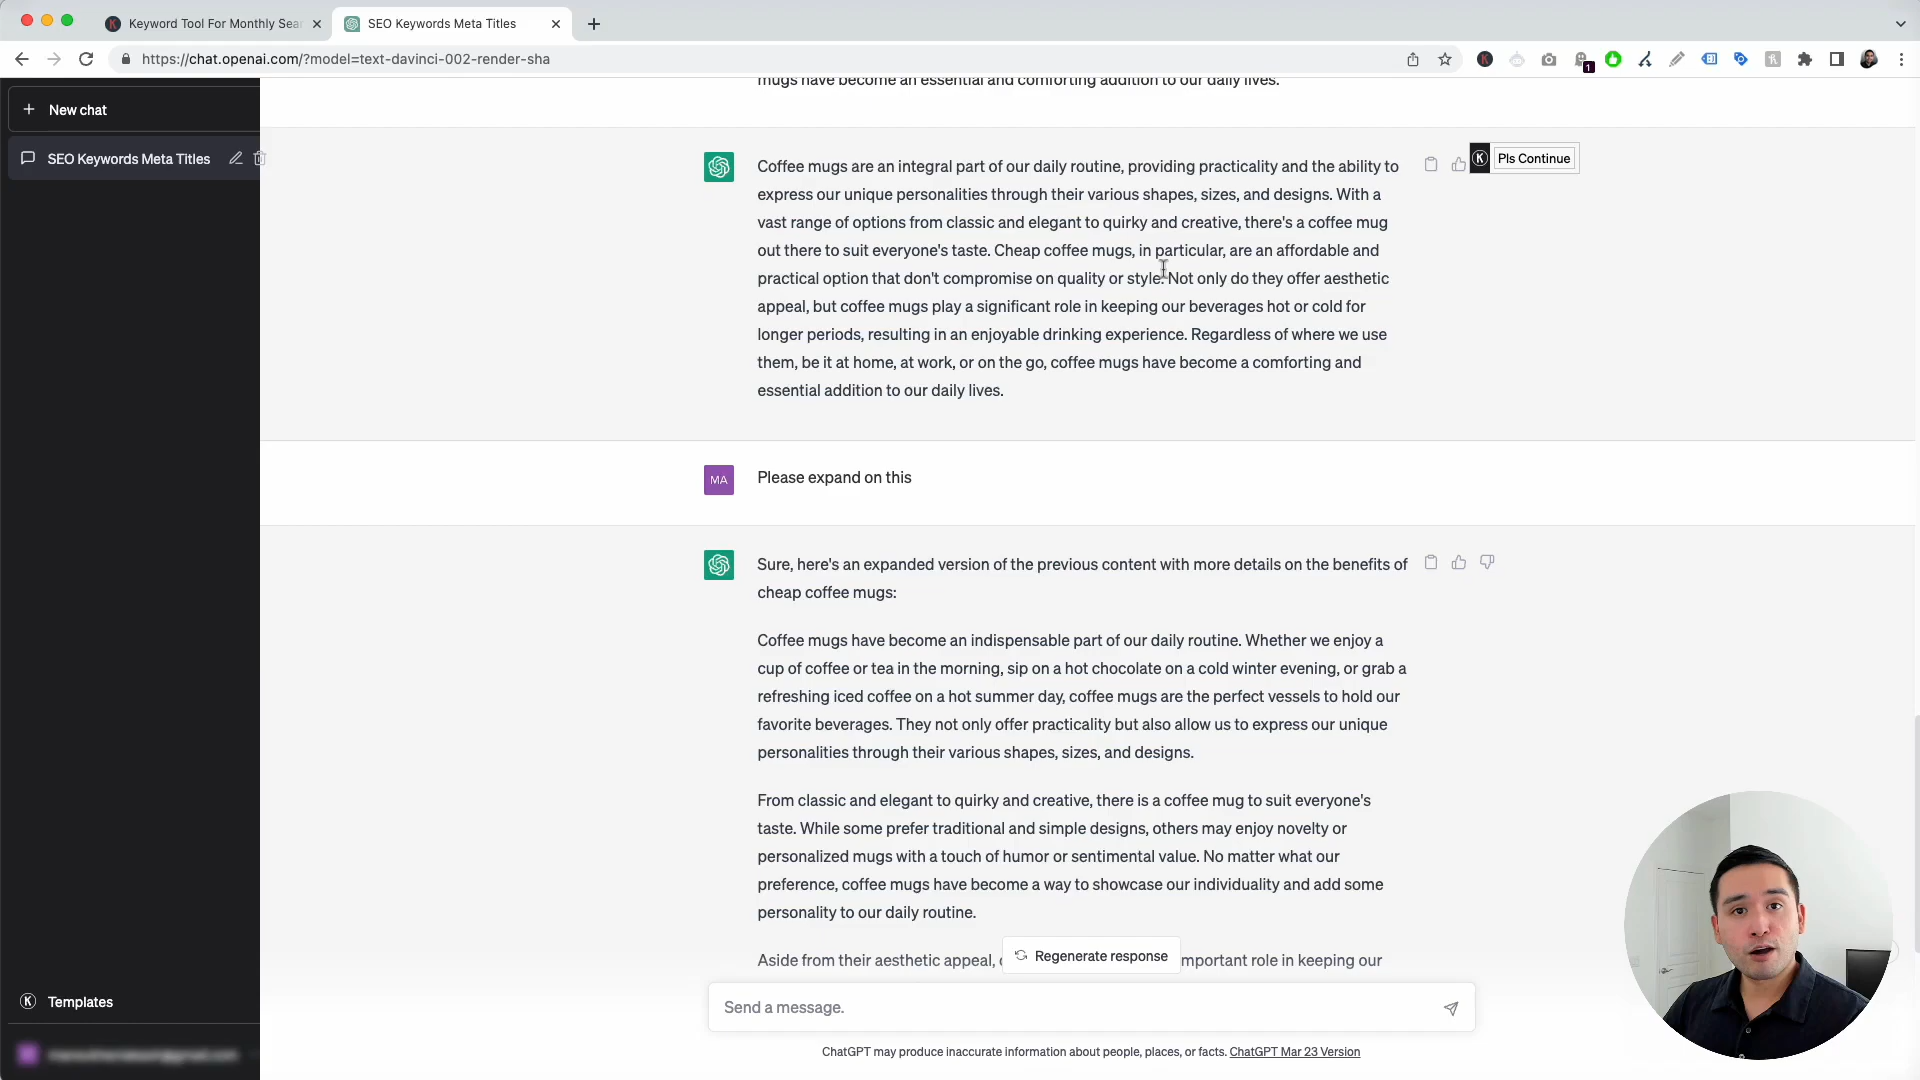 Keyword Tool For Monthly Sear
SEO Keywords Meta Titles
https://chat.openai.com/?model=text-davinci-002-render-sha
1
New chat
SEO Keywords Meta Titles
mugs have become an essential and comforting addition to our daily lives.
Coffee mugs are an integral part of our daily routine, providing practicality and the ability to
express our unique personalities through their various shapes, sizes, and designs. With a
vast range of options from classic and elegant to quirky and creative, there's a coffee mug
out there to suit everyone's taste. Cheap coffee mugs, in particular, are an affordable and
practical option that don't compromise on quality or style. Not only do they offer aesthetic
appeal, but coffee mugs play a significant role in keeping our beverages hot or cold for
longer periods, resulting in an enjoyable drinking experience. Regardless of where we use
them, be it at home, at work, or on the go, coffee mugs have become a comforting and
essential addition to our daily lives.
K Pls Continue
MA
Please expand on this
Sure, here's an expanded version of the previous content with more details on the benefits of
cheap coffee mugs:
Coffee mugs have become an indispensable part of our daily routine. Whether we enjoy a
cup of coffee or tea in the morning, sip on a hot chocolate on a cold winter evening, or grab a
refreshing iced coffee on a hot summer day, coffee mugs are the perfect vessels to hold our
favorite beverages. They not only offer practicality but also allow us to express our unique
personalities through their various shapes, sizes, and designs.
From classic and elegant to quirky and creative, there is a coffee mug to suit everyone's
taste. While some prefer traditional and simple designs, others may enjoy novelty or
personalized mugs with a touch of humor or sentimental value. No matter what our
preference, coffee mugs have become a way to showcase our individuality and add some
personality to our daily routine.
Aside from their aesthetic appeal,
mportant role in keeping our
Regenerate response
Send a message.
ChatGPT may produce inaccurate information about people, places, or facts. ChatGPT Mar 23 Version
K Templates